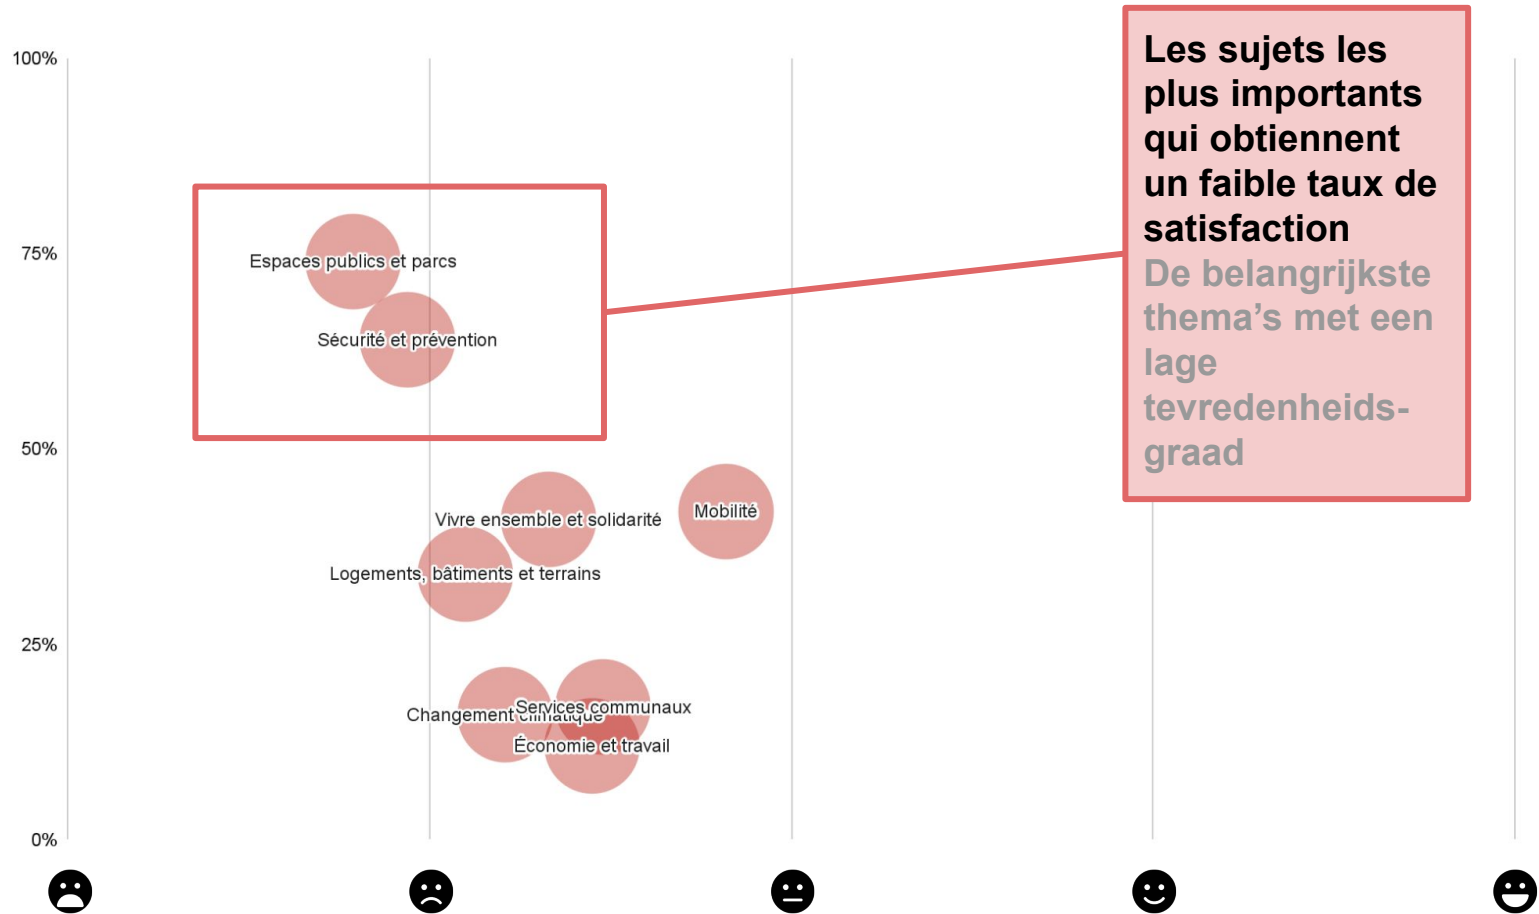 100%
75%
50%
25%
0%
Espaces publics et parcs
Sécurité et prévention
Vivre ensemble et solidarité
Mobilité
Logements, bâtiments et terrains
Changement climatique
Services communaux
Économie et travail
Les sujets les
plus importants
qui obtiennent
un faible taux de
satisfaction
De belangrijkste
thema’s met een
lage
tevredenheids-
graad